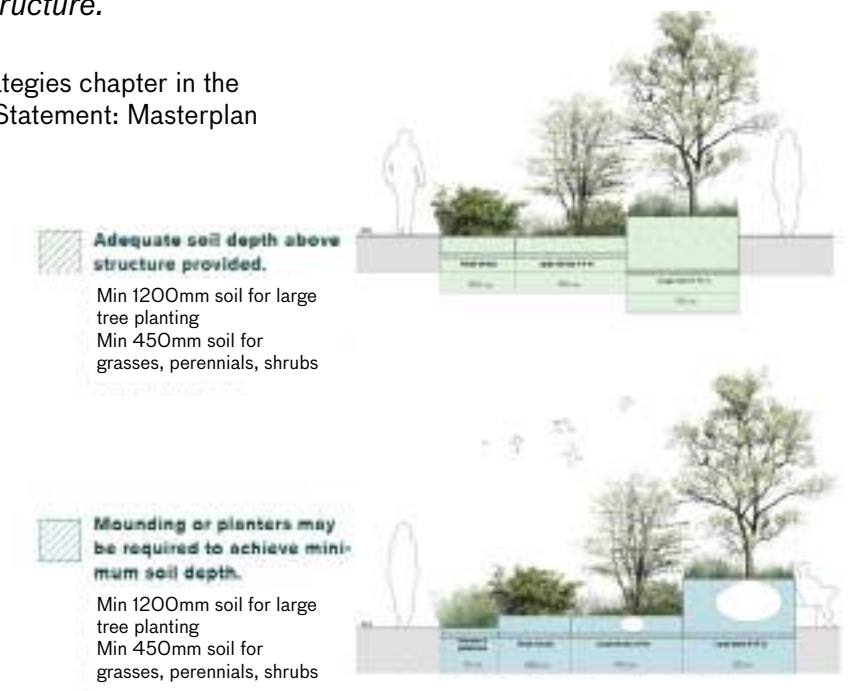 ructure.
tegies chapter in the
Statement: Masterplan
Adequate soil depth above
structure provided.
Min 1200mm soil for large
tree planting
Min 450mm soil for
grasses, perennials, shrubs
Mounding or planters may
be required to achieve mini-
mum soil depth.
Min 1200mm soil for large
tree planting
Min 450mm soil for
grasses, perennials, shrubs